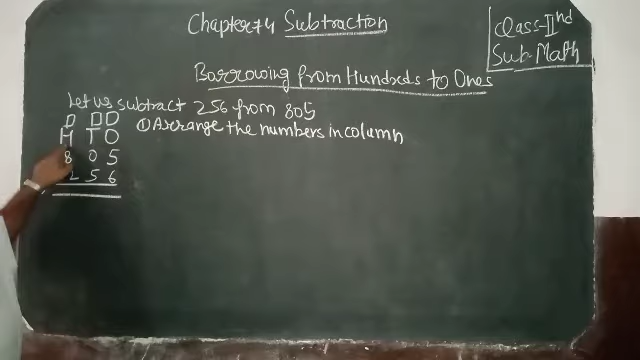 Chapter 4 Subtraction
Class-IInd
Sub-Math
Borrowing from Hundreds to Ones
Let us subtract 256 from 805
① Arrange the numbers in column
H T O
8 0 5
2 5 6